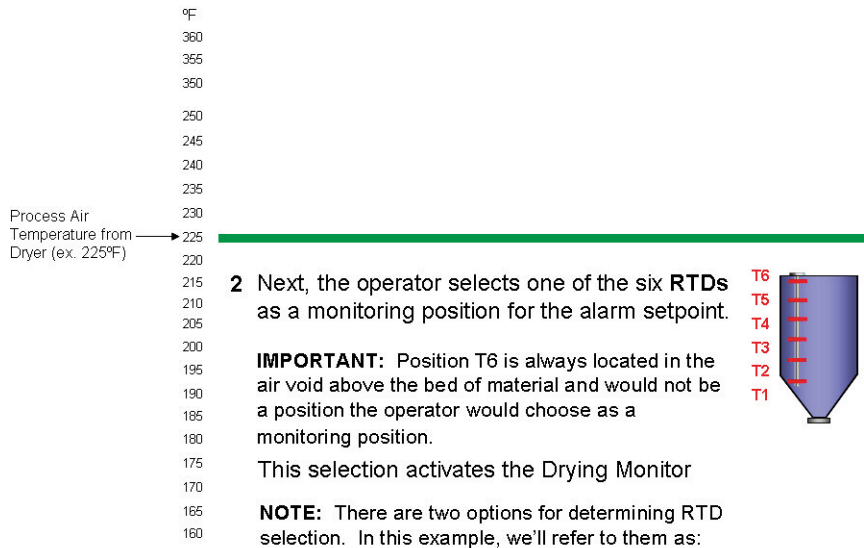 ºF
360
355
350
250
245
240
235
230
Process Air
Temperature from
Dryer (ex. 225ºF)
225
220
215
210
205
200
195
190
185
180
175
170
165
160
2 Next, the operator selects one of the six RTDs
as a monitoring position for the alarm setpoint.
IMPORTANT: Position T6 is always located in the
air void above the bed of material and would not be
a position the operator would choose as a
monitoring position.
This selection activates the Drying Monitor
NOTE: There are two options for determining RTD
selection. In this example, we'll refer to them as:
T6
T5
T4
T3
T2
T1